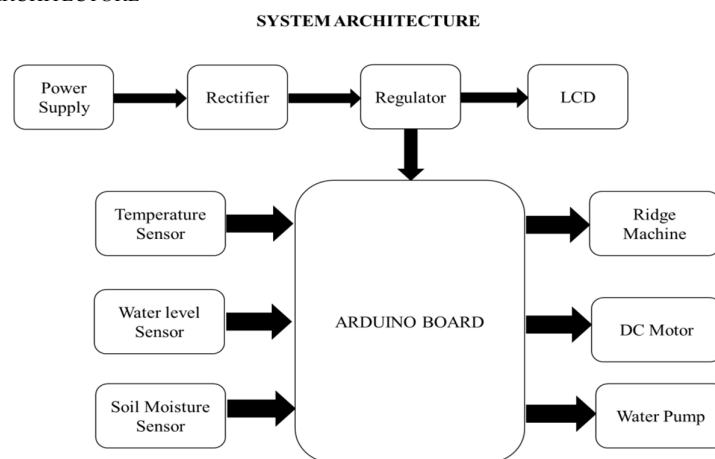 SYSTEM ARCHITECTURE
Power
Supply
Rectifier
Regulator
LCD
Temperature
Sensor
Ridge
Machine
Water level
Sensor
ARDUINO BOARD
DC Motor
Soil Moisture
Sensor
Water Pump